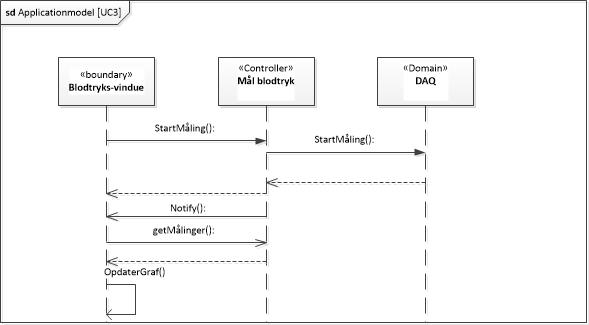 sd Applicationmodel [UC3]
«boundary»
Blodtryks-vindue
«Controller»
Mål blodtryk
«Domain»
DAQ
StartMåling():
StartMåling():
Notify():
getMålinger():
OpdaterGraf()